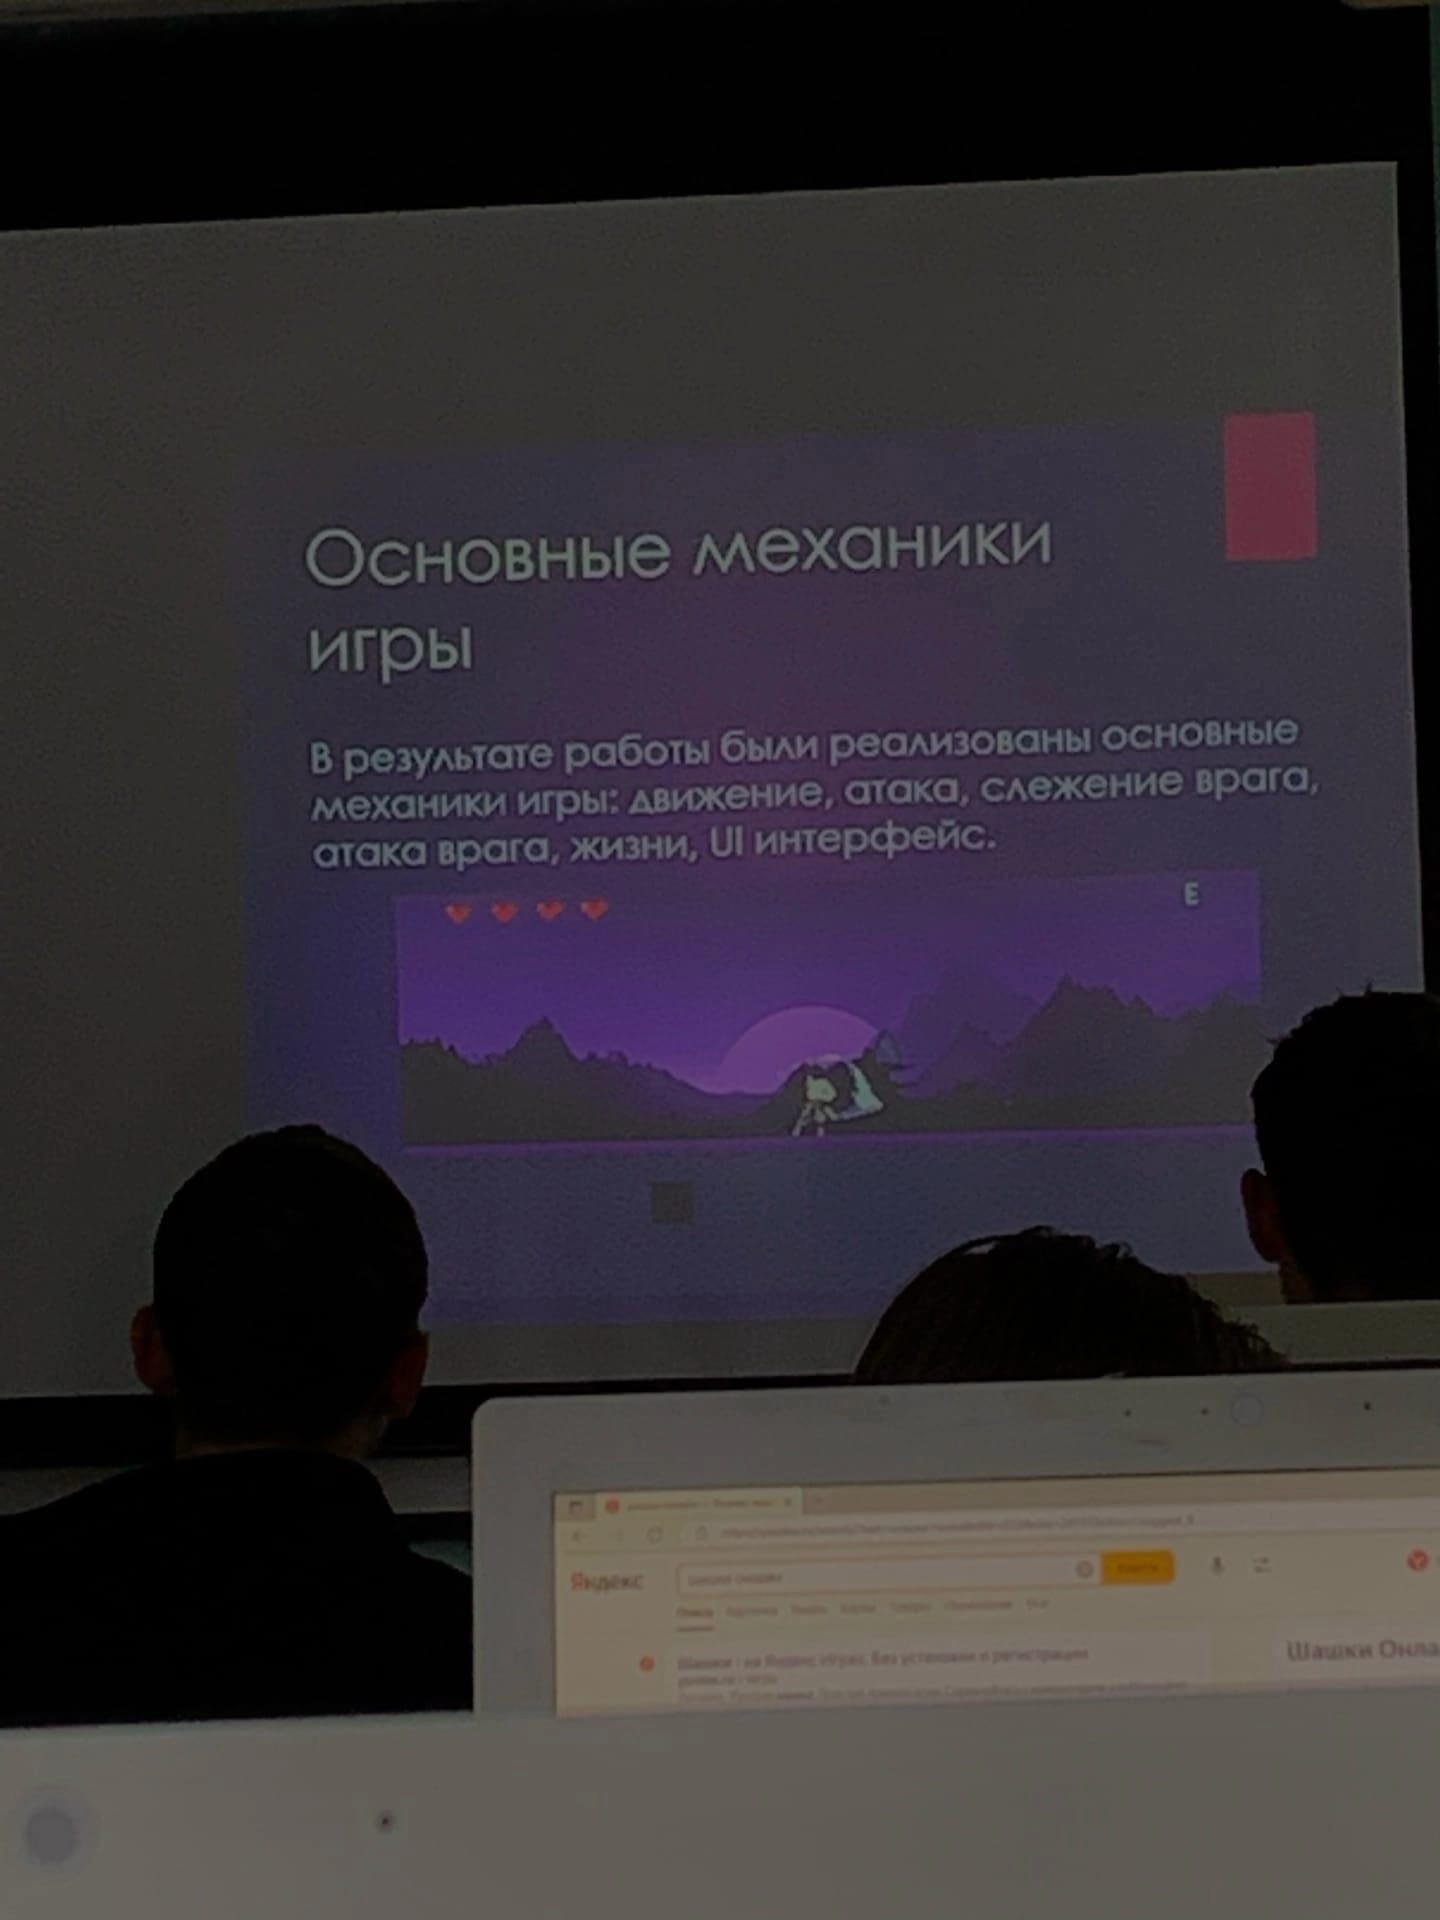 Основные механики
игры
В результате работы были реализованы основные
механики игры: движение, атака, слежение врага,
атака врага, жизни, UI интерфейс.
E
Яндекс
Шашки на Яндекс Играх. Без установки и регистрации
Шашки Онла